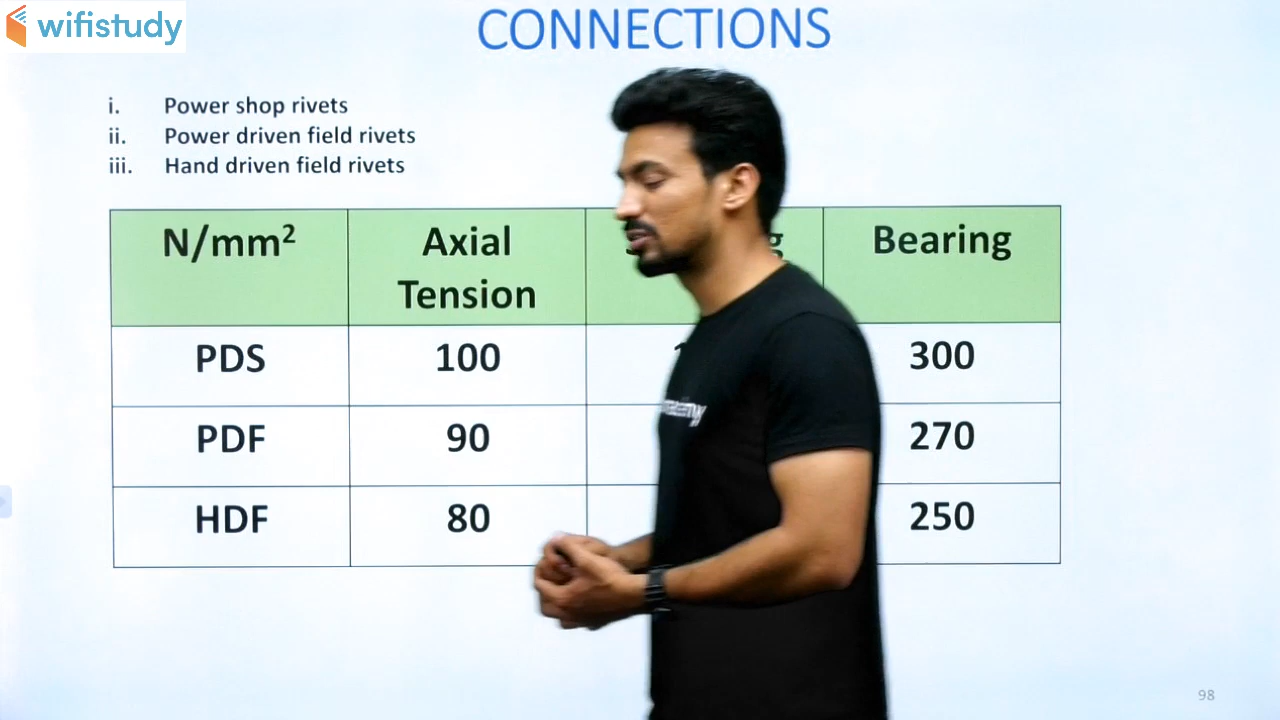 wifistudy
CONNECTIONS
i. Power shop rivets
ii. Power driven field rivets
iii. Hand driven field rivets
N/mm² Axial Tension Bearing
PDS 100 300
PDF 90 270
HDF 80 250
98